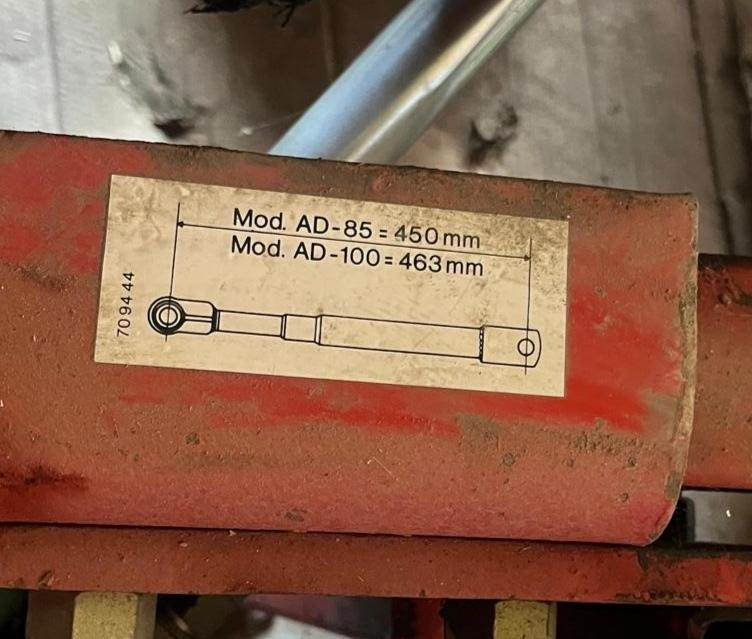 Mod. AD-85 = 450 mm
Mod. AD-100 = 463 mm
709444